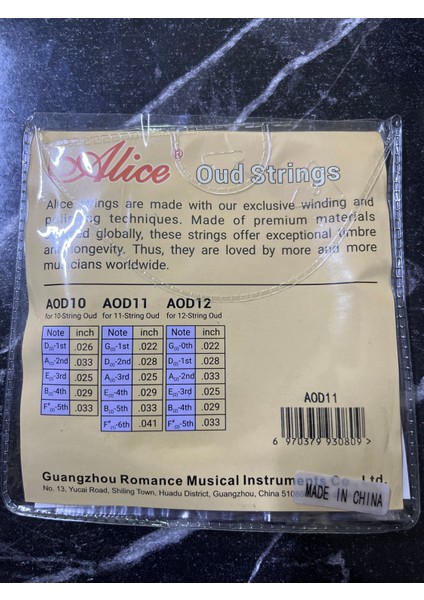 Alice® Oud Strings
Alice strings are made with our exclusive winding and
polishing techniques. Made of premium materials
globally, these strings offer exceptional timbre
and longevity. Thus, they are loved by more and more
musicians worldwide.
AOD10 AOD11 AOD12
for 10-String Oud for 11-String Oud for 12-String Oud
Note inch Note inch Note inch
-1st .026 -1st .022 -0th .022
-2nd .033 -2nd .028 -1st .028
-3rd .025 -3rd .025 -2nd .033
-4th .029 -4th .029 -3rd .025
-5th .033 -5th .033 -4th .029
-6th .041 -5th .033
AOD11
6 970379 930809 >
Guangzhou Romance Musical Instruments Co., Ltd.
No. 13, Yucai Road, Shiling Town, Huadu District, Guangzhou, China
MADE IN CHINA